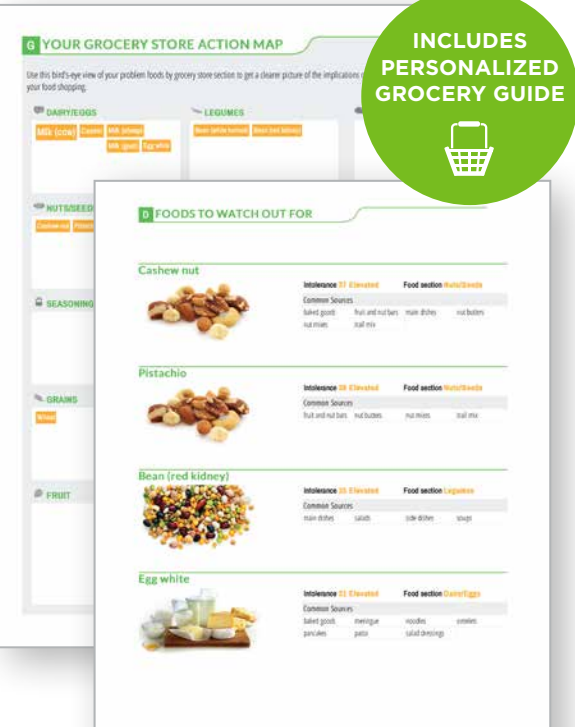 INCLUDES
PERSONALIZED
GROCERY GUIDE
G YOUR GROCERY STORE ACTION MAP
Use this bird's-eye view of your problem foods by grocery store section to get a clearer picture of the implications
your food shopping.
DAIRY/EGGS
Milk (cow) Casein Milk (sheep)
Milk (goat) Egg white
LEGUMES
Bean (white haricot) Bean (red kidney)
NUTS/SEED
Cashew nut
SEASONING
GRAINS
Wheat
FRUIT
D FOODS TO WATCH OUT FOR
Cashew nut
Intolerance Elevated Food section Nuts/Seeds
Common Sources
baked goods fruit and nut bars main dishes nut butters
nut mixes trail mix
Pistachio
Intolerance Elevated Food section Nuts/Seeds
Common Sources
fruit and nut bars nut butters nut mixes trail mix
Bean (red kidney)
Intolerance Elevated Food section Legumes
Common Sources
main dishes salads side dishes soups
Egg white
Intolerance Elevated Food section Dairy/Eggs
Common Sources
baked goods meringue noodles omelets
pancakes pasta salad dressings